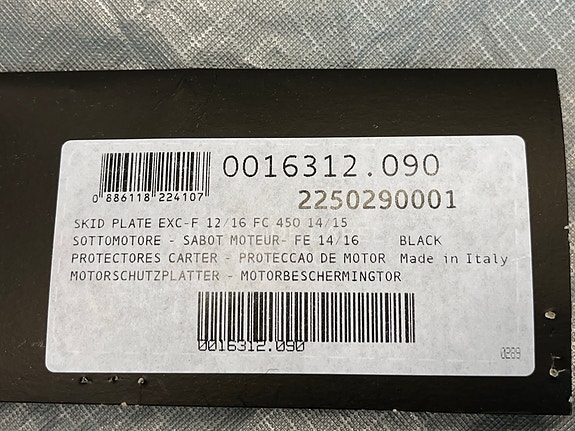 0016312.090
0 886118 224107
2250290001
SKID PLATE EXC-F 12/16 FC 450 14/15
SOTTOMOTORE - SABOT MOTEUR- FE 14/16 BLACK
PROTECTORES CARTER - PROTECCAO DE MOTOR Made in Italy
MOTORSCHUTZPLATTER - MOTORBESCHERMINGTOR
0016312.090
0289